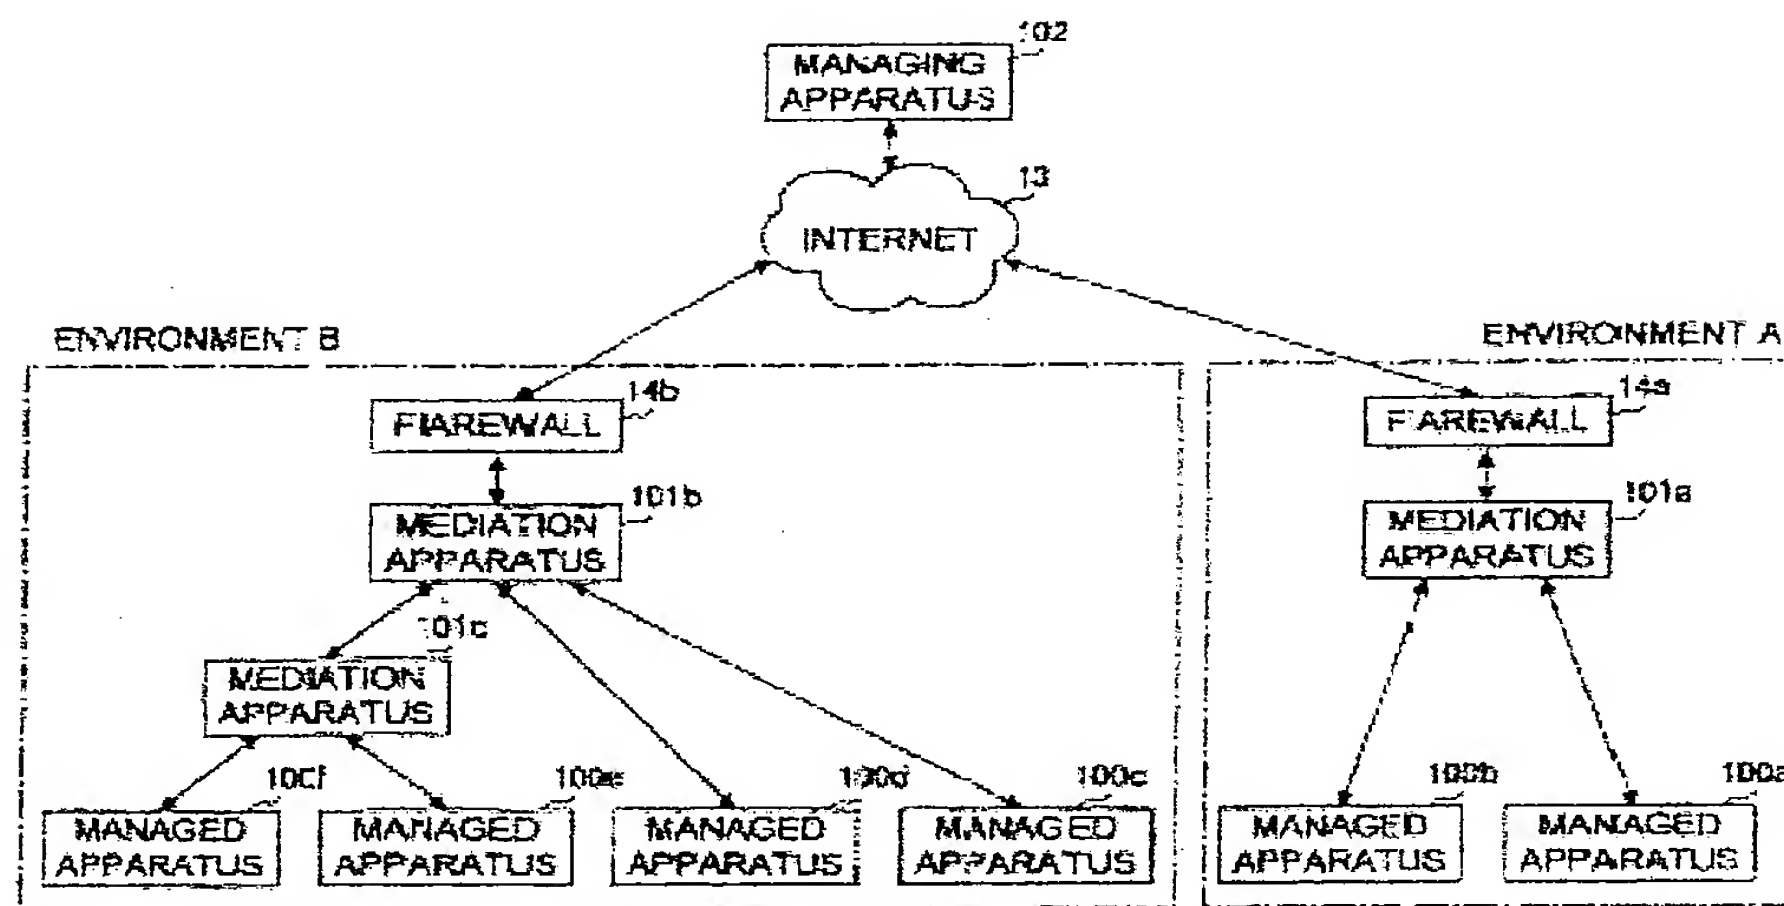 102
MANAGING
APPARATUS
13
INTERNET
ENVIRONMENT B
ENVIRONMENT A
14b
FIAREWALL
14a
FIAREWALL
101b
MEDIATION
APPARATUS
101a
MEDIATION
APPARATUS
101c
MEDIATION
APPARATUS
100f
MANAGED
APPARATUS
100e
MANAGED
APPARATUS
100d
MANAGED
APPARATUS
100c
MANAGED
APPARATUS
100b
MANAGED
APPARATUS
100a
MANAGED
APPARATUS